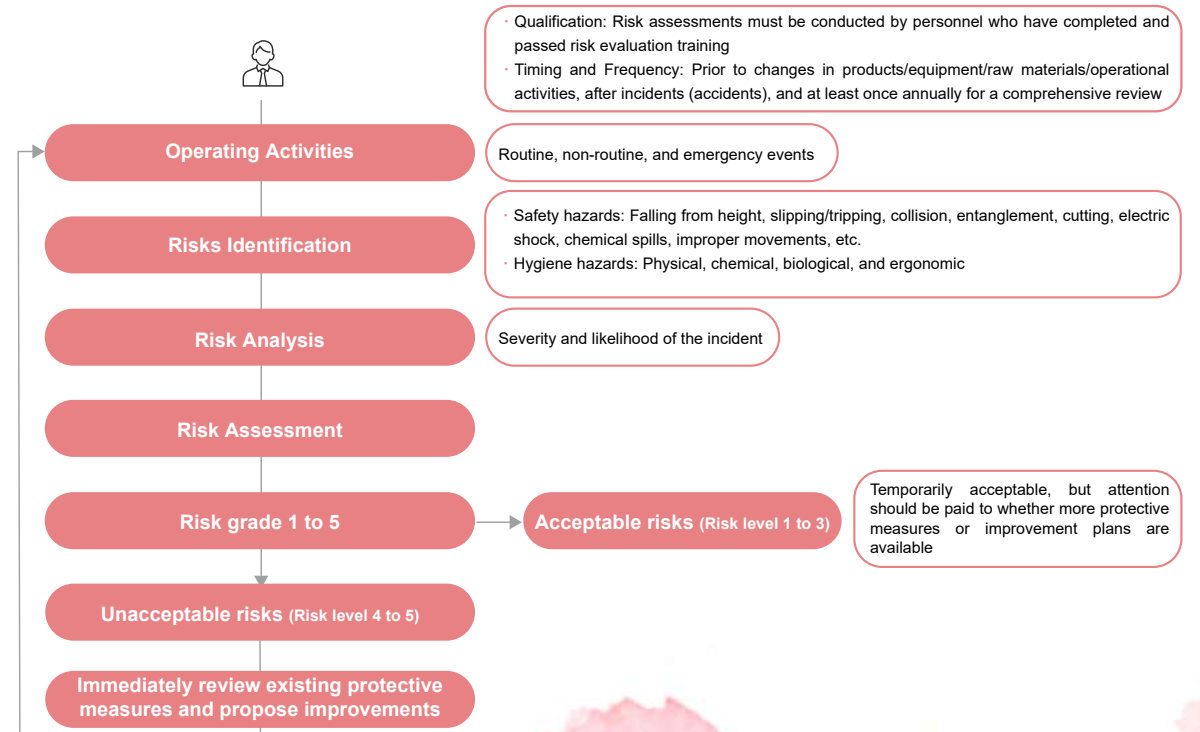 · Qualification: Risk assessments must be conducted by personnel who have completed and
passed risk evaluation training
· Timing and Frequency: Prior to changes in products/equipment/raw materials/operational
activities, after incidents (accidents), and at least once annually for a comprehensive review
Operating Activities
Routine, non-routine, and emergency events
Risks Identification
· Safety hazards: Falling from height, slipping/tripping, collision, entanglement, cutting, electric
shock, chemical spills, improper movements, etc.
· Hygiene hazards: Physical, chemical, biological, and ergonomic
Risk Analysis
Severity and likelihood of the incident
Risk Assessment
Risk grade 1 to 5
Acceptable risks (Risk level 1 to 3)
Temporarily acceptable, but attention
should be paid to whether more protective
measures or improvement plans are
available
Unacceptable risks (Risk level 4 to 5)
Immediately review existing protective
measures and propose improvements